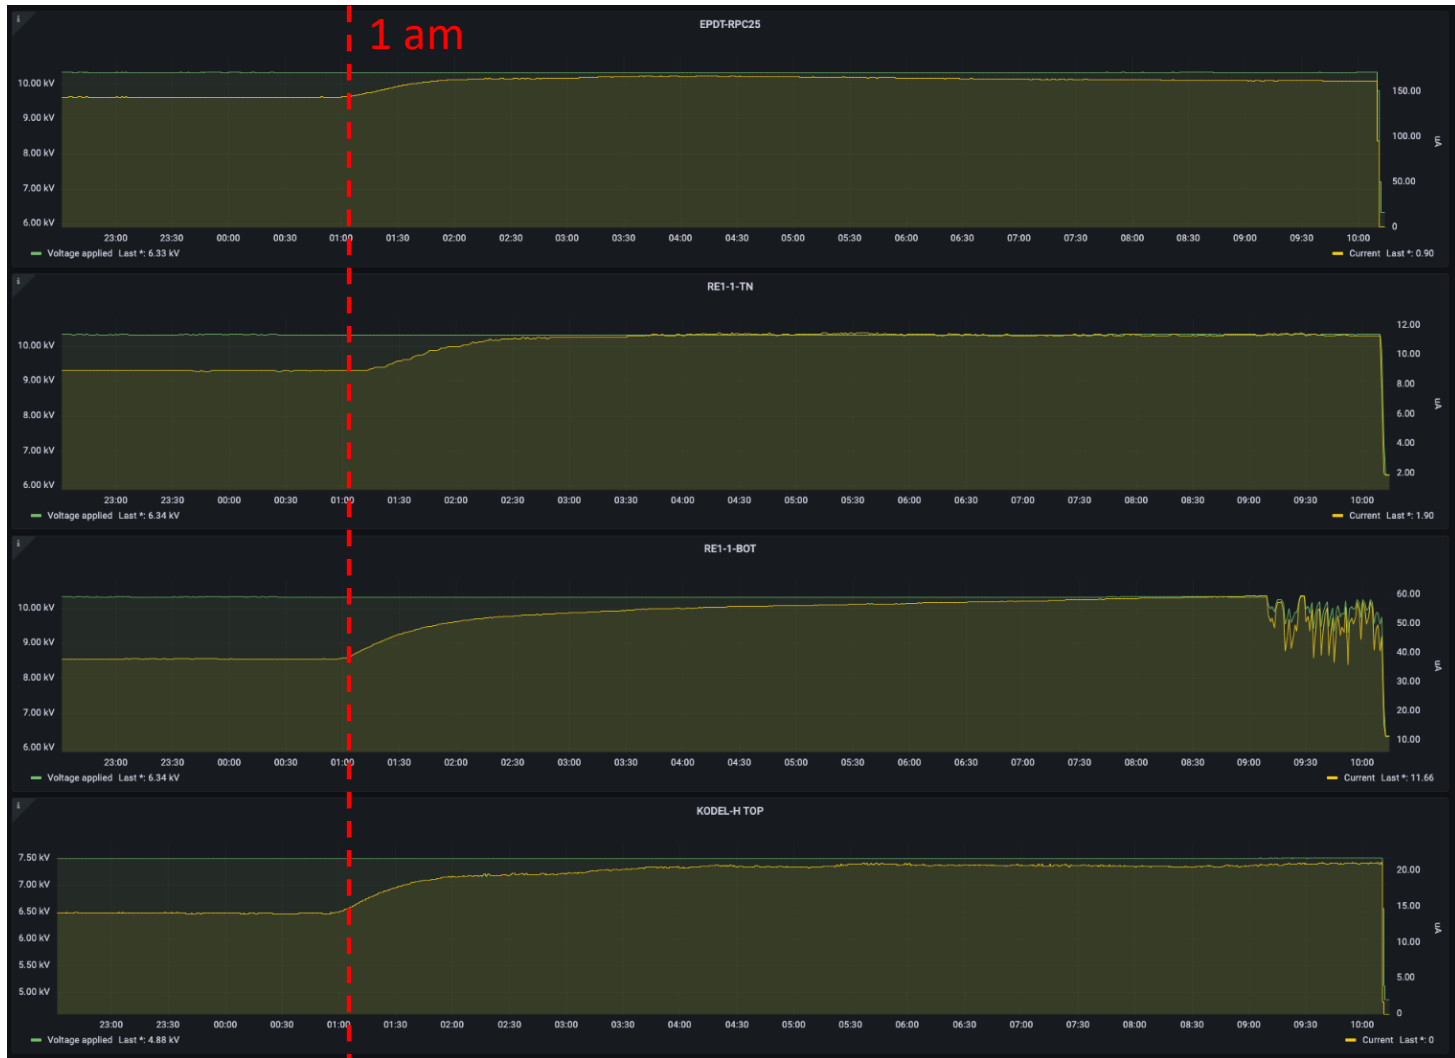 i
EPDT-RPC25
1 am
10.00 kV
9.00 kV
8.00 kV
7.00 kV
6.00 kV
150.00
100.00
50.00
0
uA
23:00 23:30 00:00 00:30 01:00 01:30 02:00 02:30 03:00 03:30 04:00 04:30 05:00 05:30 06:00 06:30 07:00 07:30 08:00 08:30 09:00 09:30 10:00
Voltage applied Last *: 6.33 kV
Current Last *: 0.90
i
RE1-1-TN
10.00 kV
9.00 kV
8.00 kV
7.00 kV
6.00 kV
12.00
10.00
8.00
6.00
4.00
2.00
uA
23:00 23:30 00:00 00:30 01:00 01:30 02:00 02:30 03:00 03:30 04:00 04:30 05:00 05:30 06:00 06:30 07:00 07:30 08:00 08:30 09:00 09:30 10:00
Voltage applied Last *: 6.34 kV
Current Last *: 1.90
i
RE1-1-BOT
10.00 kV
9.00 kV
8.00 kV
7.00 kV
6.00 kV
60.00
50.00
40.00
30.00
20.00
10.00
uA
23:00 23:30 00:00 00:30 01:00 01:30 02:00 02:30 03:00 03:30 04:00 04:30 05:00 05:30 06:00 06:30 07:00 07:30 08:00 08:30 09:00 09:30 10:00
Voltage applied Last *: 6.34 kV
Current Last *: 11.66
i
KODEL-H TOP
7.50 kV
7.00 kV
6.50 kV
6.00 kV
5.50 kV
5.00 kV
20.00
15.00
10.00
5.00
0
uA
23:00 23:30 00:00 00:30 01:00 01:30 02:00 02:30 03:00 03:30 04:00 04:30 05:00 05:30 06:00 06:30 07:00 07:30 08:00 08:30 09:00 09:30 10:00
Voltage applied Last *: 4.88 kV
Current Last *: 0